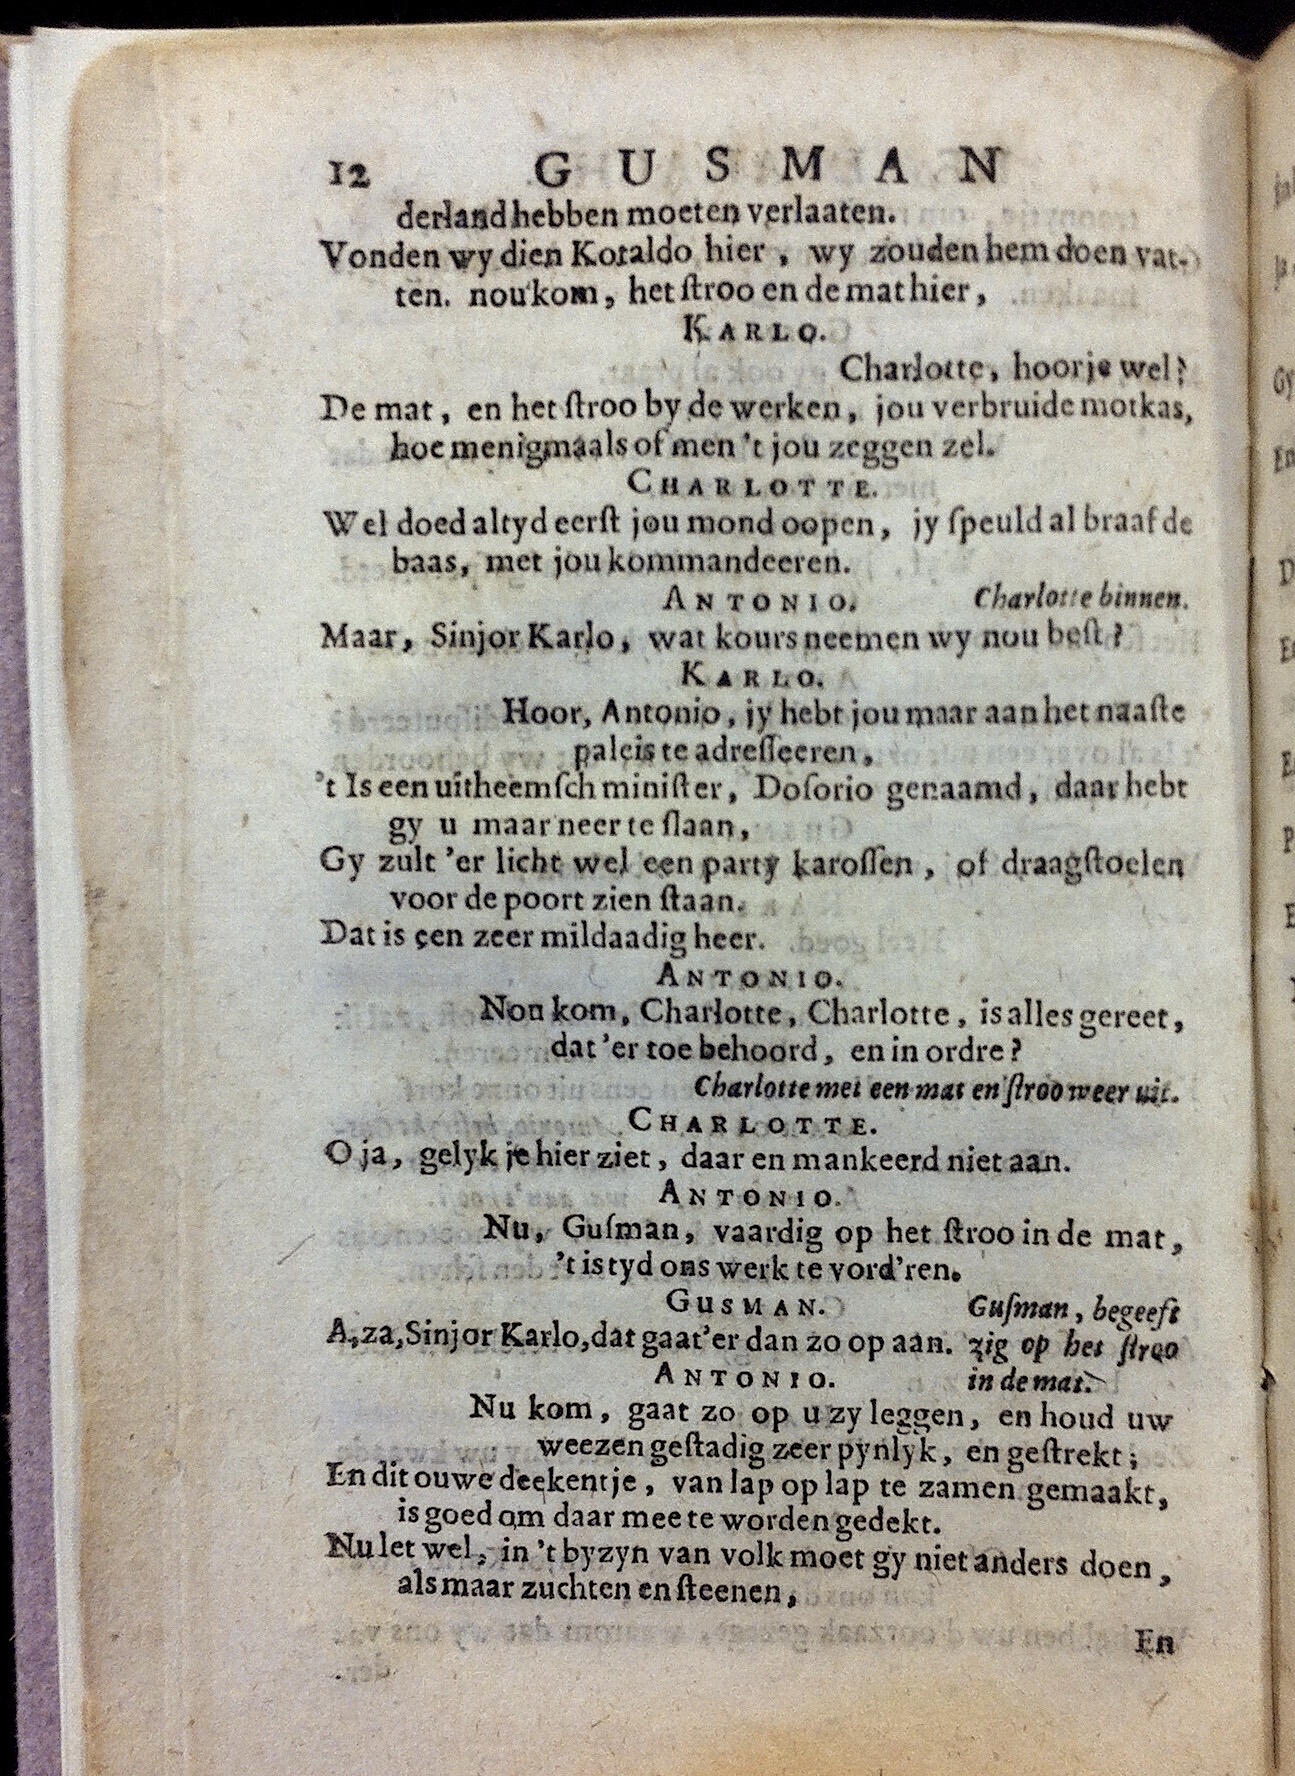 12 GUSMAN
derland hebben moeten verlaaten.
Vonden wy dien Koraldo hier, wy zouden hem doen vat-
ten. nou kom, het ſtroo en de mat hier,
KARLO.
Charlotte, hoor je wel?
De mat, en het ſtroo by de werken, jou verbruide motkas,
hoe menigmaals of men 't jou zeggen zel.
CHARLOTTE.
Wel doed altyd eerſt jou mond oopen, jy ſpeuld al braaf de
baas, met jou kommandeeren.
ANTONIO. Charlotte binnen.
Maar, Sinjor Karlo, wat kours neemen wy nou beſt?
KARLO.
Hoor, Antonio, jy hebt jou maar aan het naaſte
paleis te adreſſeeren,
't Is een uitheemſch miniſter, Doſorio genaamd, daar hebt
gy u maar neer te ſlaan,
Gy zult 'er licht wel een party karoſſen, of draagſtoelen
voor de poort zien ſtaan.
Dat is een zeer mildaadig heer.
ANTONIO.
Nou kom, Charlotte, Charlotte, is alles gereet,
dat 'er toe behoord, en in ordre?
Charlotte met een mat en ſtroo weer uit.
CHARLOTTE.
O ja, gelyk je hier ziet, daar en mankeerd niet aan.
ANTONIO.
Nu, Guſman, vaardig op het ſtroo in de mat,
't is tyd ons werk te vord'ren.
GUSMAN. Guſman, begeeft
A, za, Sinjor Karlo, dat gaat'er dan zo op aan. zig op het ſtroo
ANTONIO. in de mat.
Nu kom, gaat zo op u zy leggen, en houd uw
weezen geſtadig zeer pynlyk, en geſtrekt;
En dit ouwe deekentje, van lap op lap te zamen gemaakt,
is goed om daar mee te worden gedekt.
Nu let wel, in 't byzyn van volk moet gy niet anders doen,
als maar zuchten en ſteenen,
En